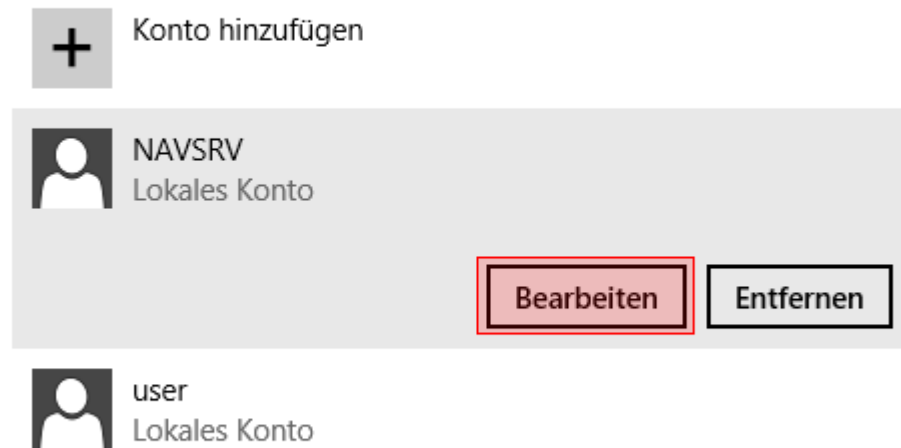 Konto hinzufügen
NAVSRV
Lokales Konto
Bearbeiten Entfernen
user
Lokales Konto